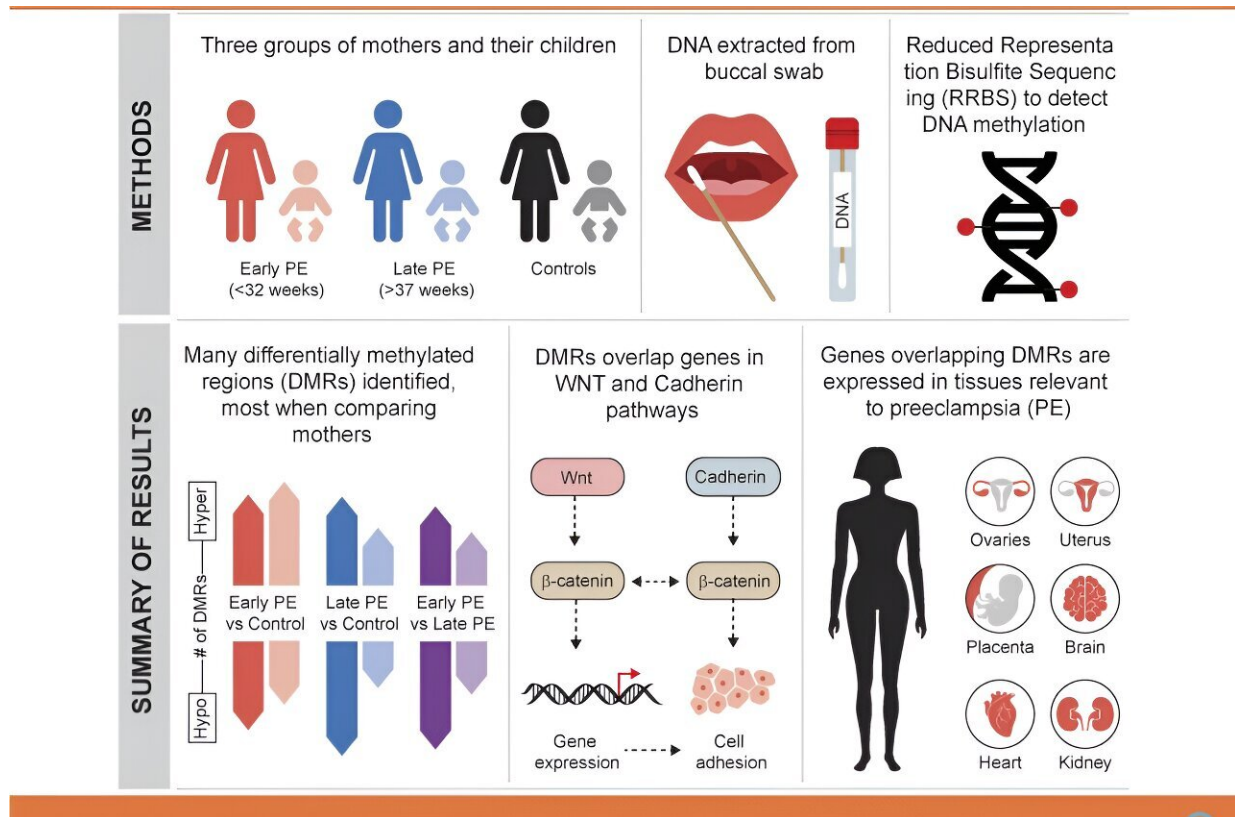 METHODS
Three groups of mothers and their children
Early PE
(<32 weeks)
Late PE
(>37 weeks)
Controls
DNA extracted from
buccal swab
DNA
Reduced Representa
tion Bisulfite Sequenc
ing (RRBS) to detect
DNA methylation
SUMMARY OF RESULTS
Many differentially methylated
regions (DMRs) identified,
most when comparing
mothers
Hypo
# of DMRs
Hyper
Early PE
vs Control
Late PE
vs Control
Early PE
vs Late PE
DMRs overlap genes in
WNT and Cadherin
pathways
Wnt
Cadherin
β-catenin
β-catenin
Gene
expression
Cell
adhesion
Genes overlapping DMRs are
expressed in tissues relevant
to preeclampsia (PE)
Ovaries
Uterus
Placenta
Brain
Heart
Kidney